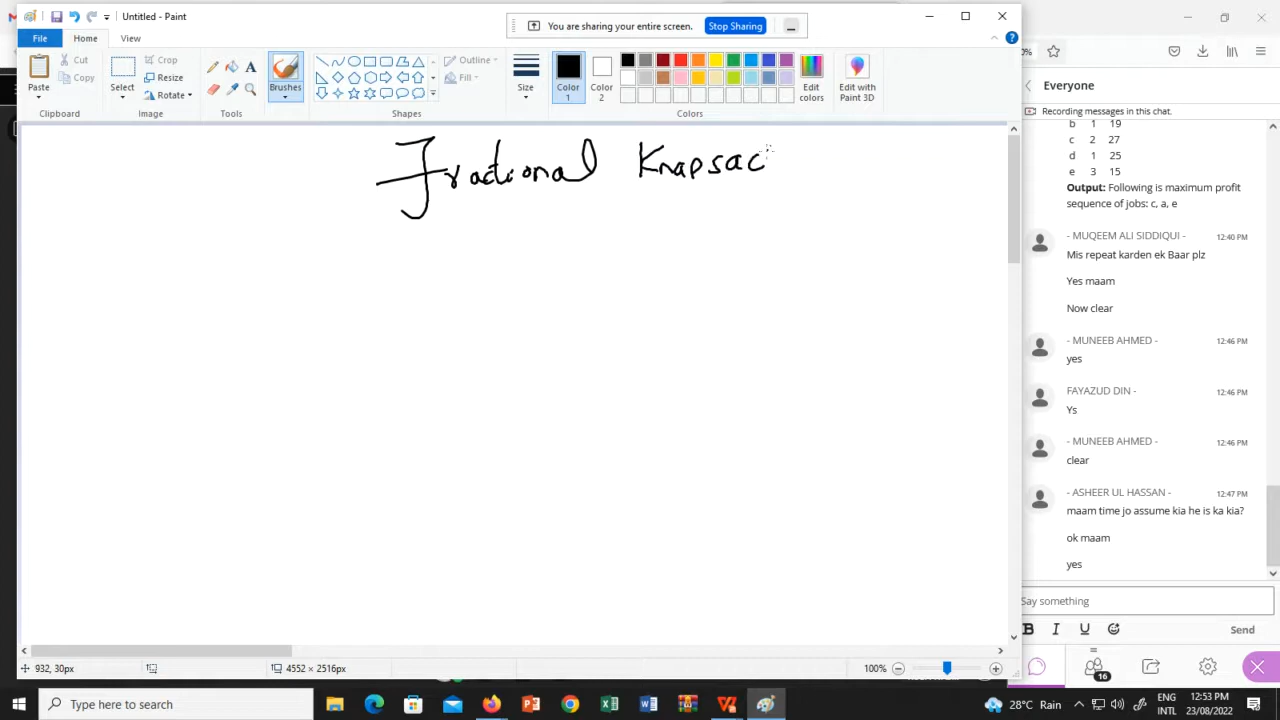 Untitled - Paint
You are sharing your entire screen. Stop Sharing
File Home View
Paste Cut Copy
Select Crop Resize Rotate
Brushes
Outline Fill
Size
Color 1
Color 2
Edit colors
Edit with Paint 3D
Clipboard Image Tools Shapes Colors
Fractional Knapsac
932, 30px
4552 × 2516px
100%
Everyone
Recording messages in this chat.
b 1 19
c 2 27
d 1 25
e 3 15
Output: Following is maximum profit
sequence of jobs: c, a, e
- MUQEEM ALI SIDDIQUI - 12:40 PM
Mis repeat karden ek Baar plz
Yes maam
Now clear
- MUNEEB AHMED - 12:46 PM
yes
FAYAZUD DIN - 12:46 PM
Ys
- MUNEEB AHMED - 12:46 PM
clear
- ASHEER UL HASSAN - 12:47 PM
maam time jo assume kia he is ka kia?
ok maam
yes
Say something
B I U Send
16
Type here to search
28°C Rain
ENG
INTL
12:53 PM
23/08/2022